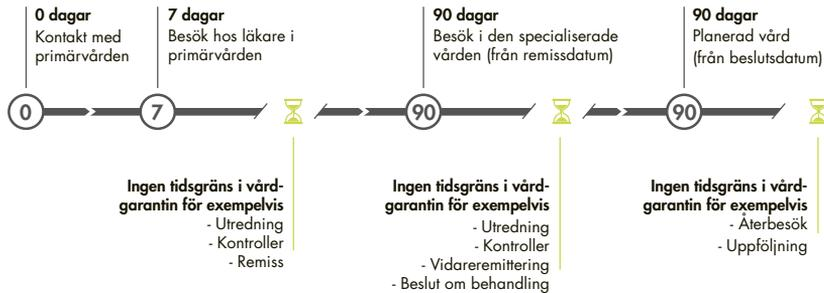 0 dagar
Kontakt med
primärvården
7 dagar
Besök hos läkare i
primärvården
90 dagar
Besök i den specialiserade
vården (från remissdatum)
90 dagar
Planerad vård
(från beslutsdatum)
0
7
90
90
Ingen tidsgräns i vård-
garantin för exempelvis
- Utredning
- Kontroller
- Remiss
Ingen tidsgräns i vård-
garantin för exempelvis
- Utredning
- Kontroller
- Vidareremittering
- Beslut om behandling
Ingen tidsgräns i vård-
garantin för exempelvis
- Återbesök
- Uppföljning